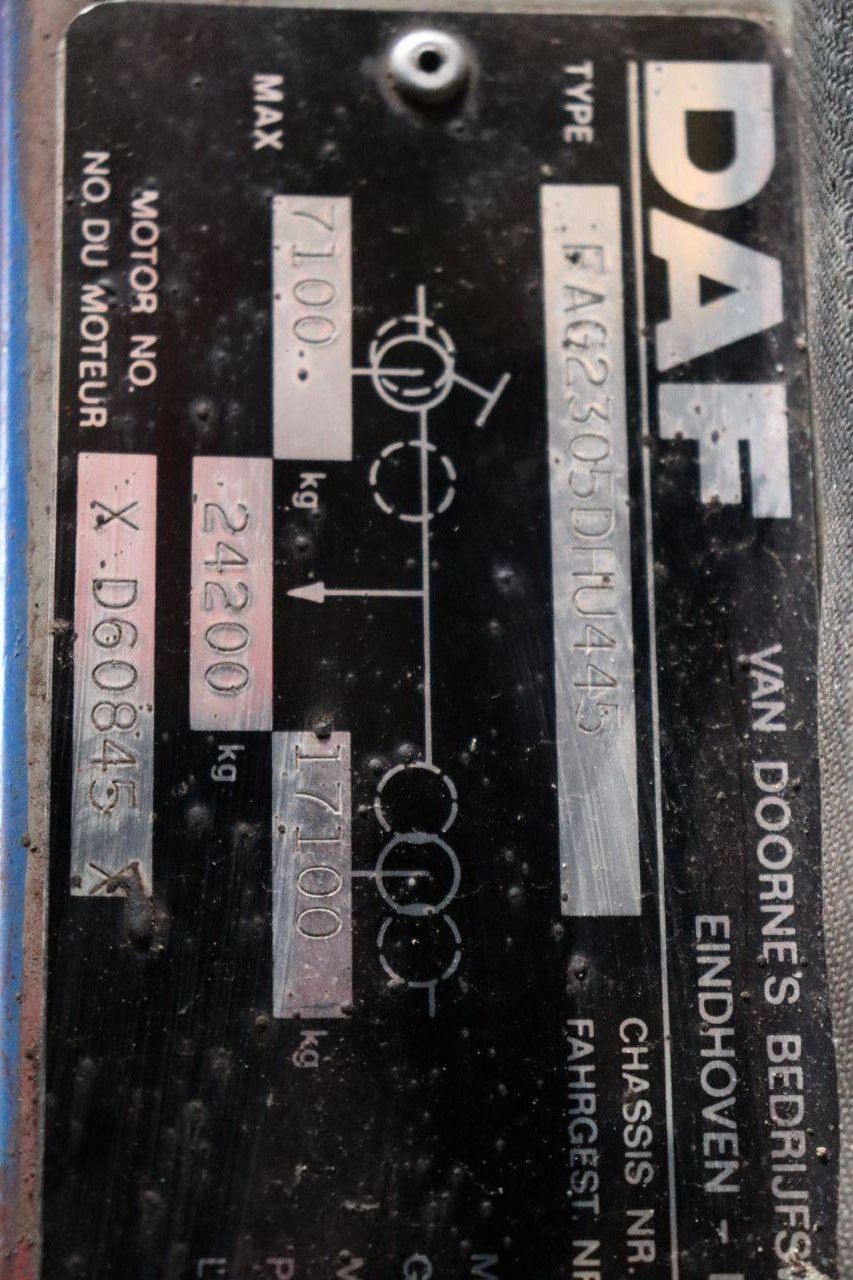 DAF
VAN DOORNE'S BEDRIJFS
EINDHOVEN -
TYPE
FAG2305DHU445
CHASSIS NR.
FAHRGEST. NR
MAX
7100
kg
17100
kg
24200
kg
MOTOR NO.
NO. DU MOTEUR
X D60845 X